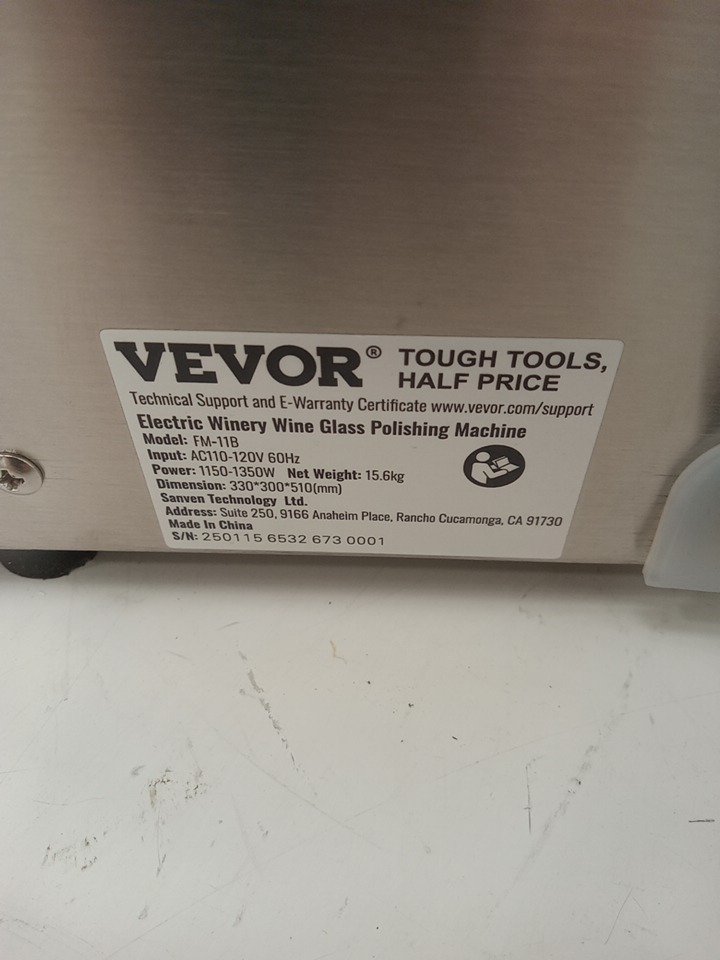 VEVOR® TOUGH TOOLS,
HALF PRICE
Technical Support and E-Warranty Certificate www.vevor.com/support
Electric Winery Wine Glass Polishing Machine
Model: FM-11B
Input: AC110-120V 60Hz
Power: 1150-1350W Net Weight: 15.6kg
Dimension: 330*300*510(mm)
Sanven Technology Ltd.
Address: Suite 250, 9166 Anaheim Place, Rancho Cucamonga, CA 91730
Made In China
S/N: 250115 6532 673 0001